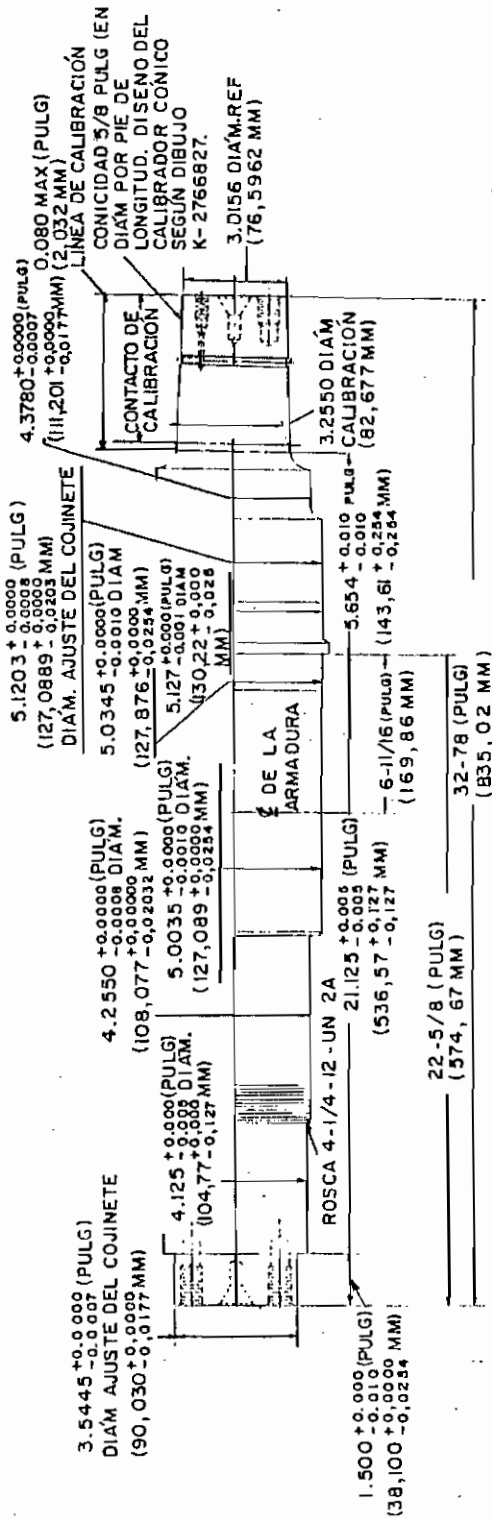 3.5445 +0.0000 (PULG)
-0.0007
DIÁM AJUSTE DEL COJINETE
(90,030 +0,0000
-0,0177 MM)
4.125 +0.000 (PULG)
-0.005 DIÁM.
(104,77 +0,000
-0,127 MM)
4.2550 +0.0000 (PULG)
-0.0008 DIÁM.
(108,077 +0,0000
-0,02032 MM)
5.0035 +0.0000 (PULG)
-0.0010 DIÁM.
(127,089 +0,0000
-0,0254 MM)
5.1203 +0.0000 (PULG)
-0.0008
(127,0889 +0,0000
-0,0203 MM)
DIÁM. AJUSTE DEL COJINETE
5.0345 +0.0000 (PULG)
-0.0010 DIAM
(127,876 +0,0000
-0,0254 MM)
5.127 +0.000 (PULG)
-0.001 DIAM
(130,22 +0,000
-0,025
MM)
4.3780 +0.0000 (PULG)
-0.0007
(111,201 +0,0000
-0,0177 MM)
0.080 MAX (PULG)
(2,032 MM)
LÍNEA DE CALIBRACIÓN
CONICIDAD 5/8 PULG (EN
DIÁM POR PIE DE
LONGITUD. DISEÑO DEL
CALIBRADOR CÓNICO
SEGÚN DIBUJO
K-2766827.
CONTACTO DE
CALIBRACIÓN
3.0156 DIÁM.REF
(76,5962 MM)
3.2550 DIÁM
CALIBRACIÓN
(82,677 MM)
℄ DE LA
ARMADURA
ROSCA 4-1/4-12-UN 2A
1.500 +0.000 (PULG)
-0.010
(38,100 +0,0000
-0,0254 MM)
21.125 +0.005 (PULG)
-0.005
(536,57 +0,127
-0,127 MM)
5.654 +0.010 PULG
-0.010
(143,61 +0,254
-0,254 MM)
6-11/16 (PULG)
(169,86 MM)
22-5/8 (PULG)
(574,67 MM)
32-78 (PULG)
(835,02 MM)